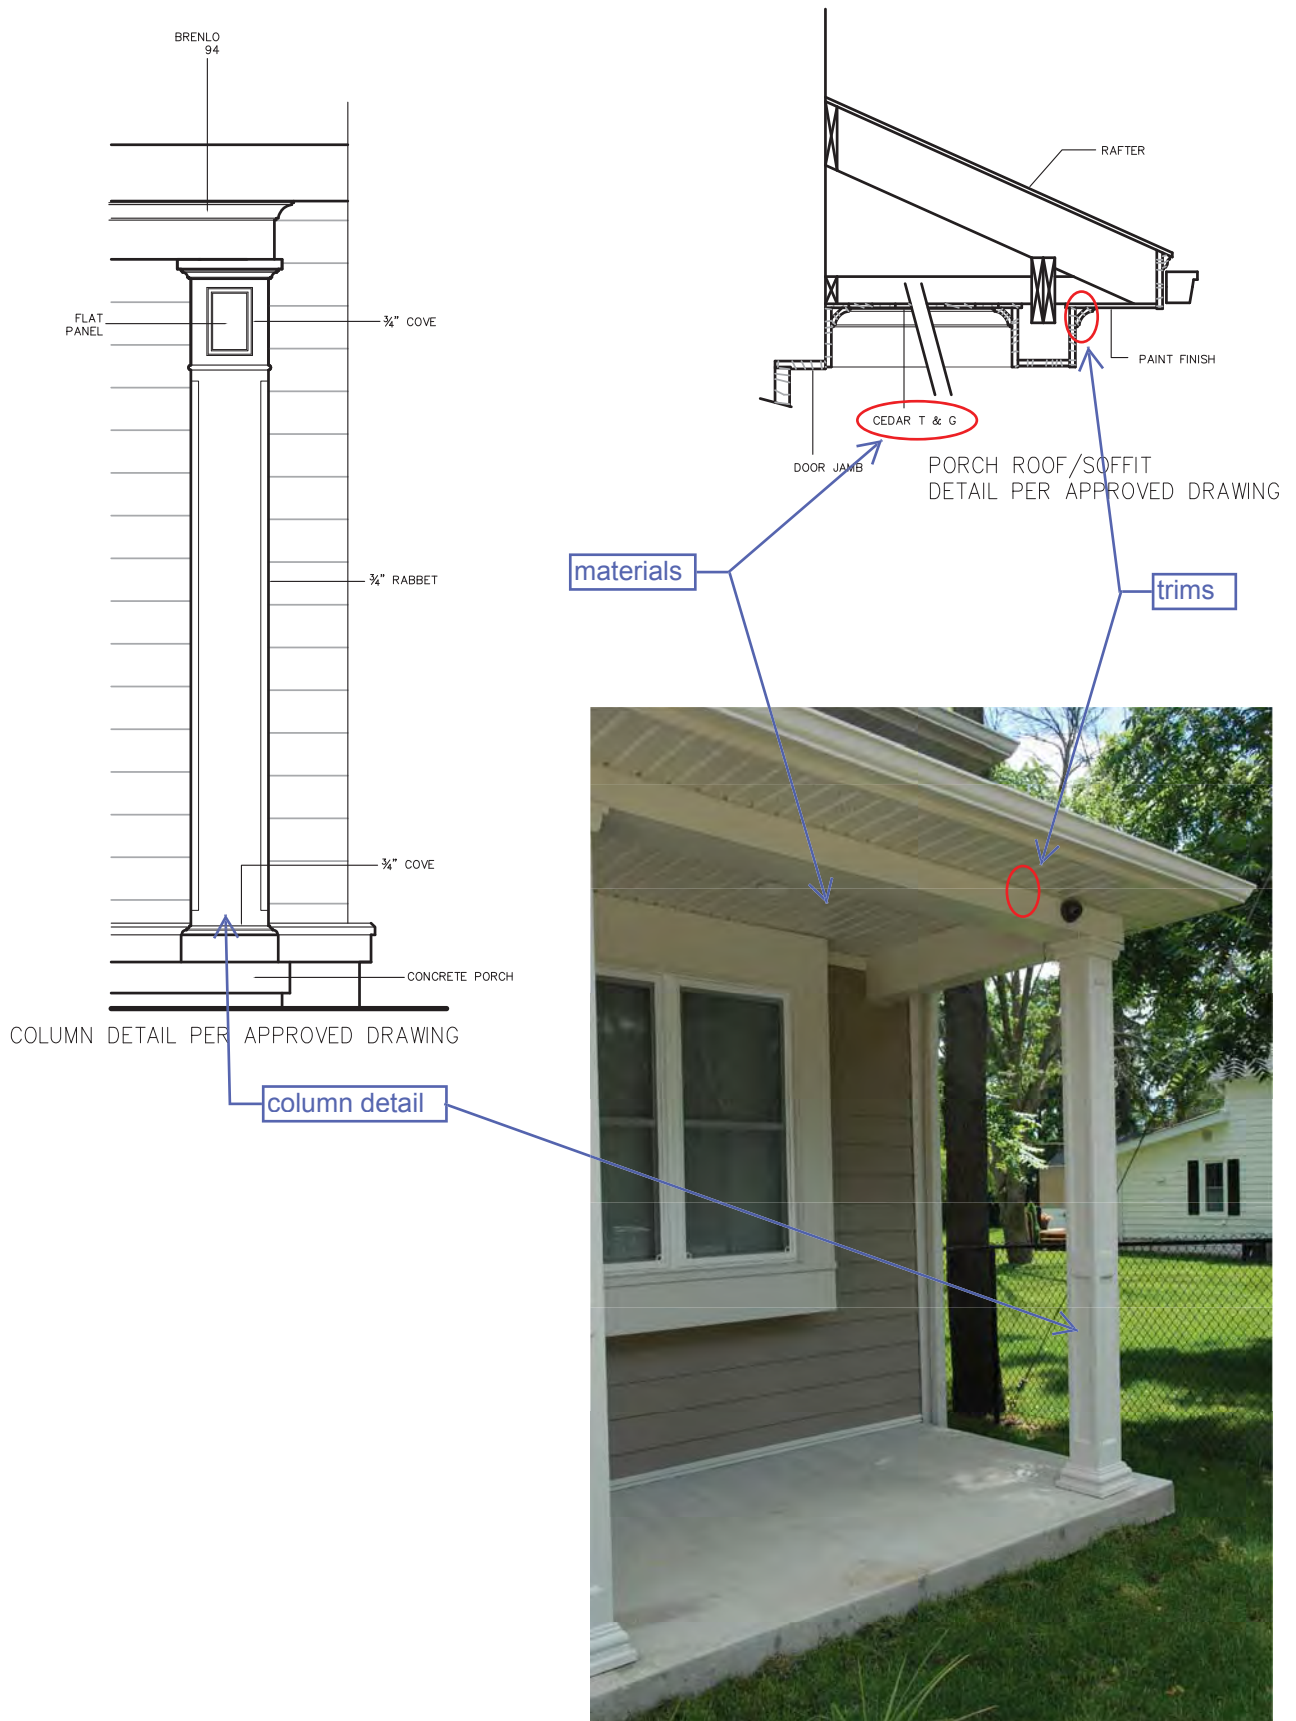 BRENLO
94
FLAT
PANEL
¾" COVE
¾" RABBET
¾" COVE
CONCRETE PORCH
COLUMN DETAIL PER APPROVED DRAWING
column detail
RAFTER
PAINT FINISH
CEDAR T & G
DOOR JAMB
PORCH ROOF/SOFFIT
DETAIL PER APPROVED DRAWING
materials
trims